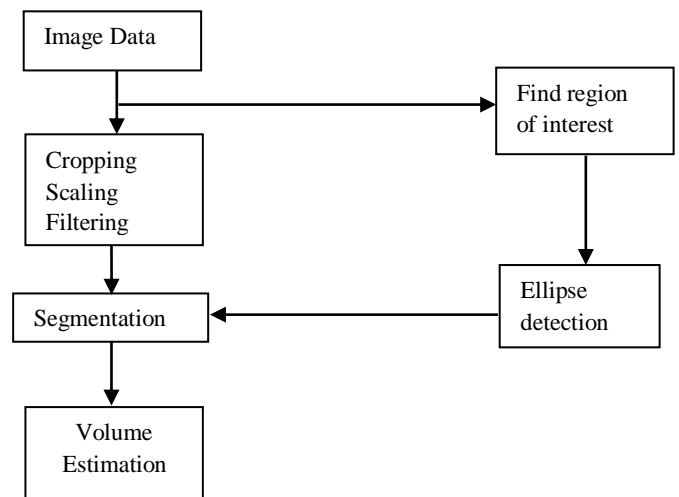 Image Data
Find region
of interest
Cropping
Scaling
Filtering
Ellipse
detection
Segmentation
Volume
Estimation